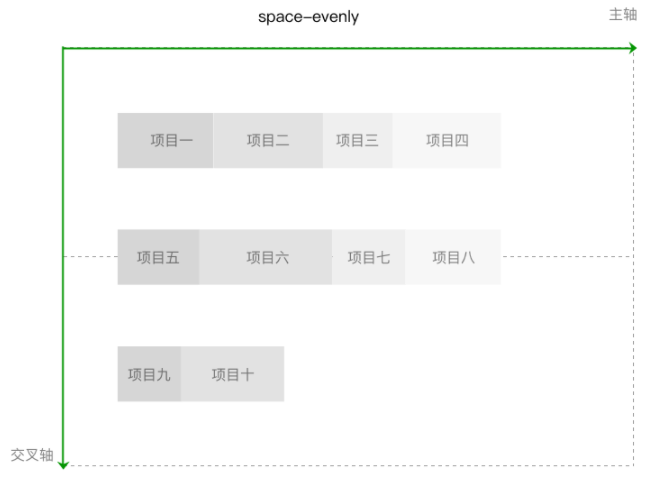 space-evenly
主轴
项目一 项目二 项目三 项目四
项目五 项目六 项目七 项目八
项目九 项目十
交叉轴